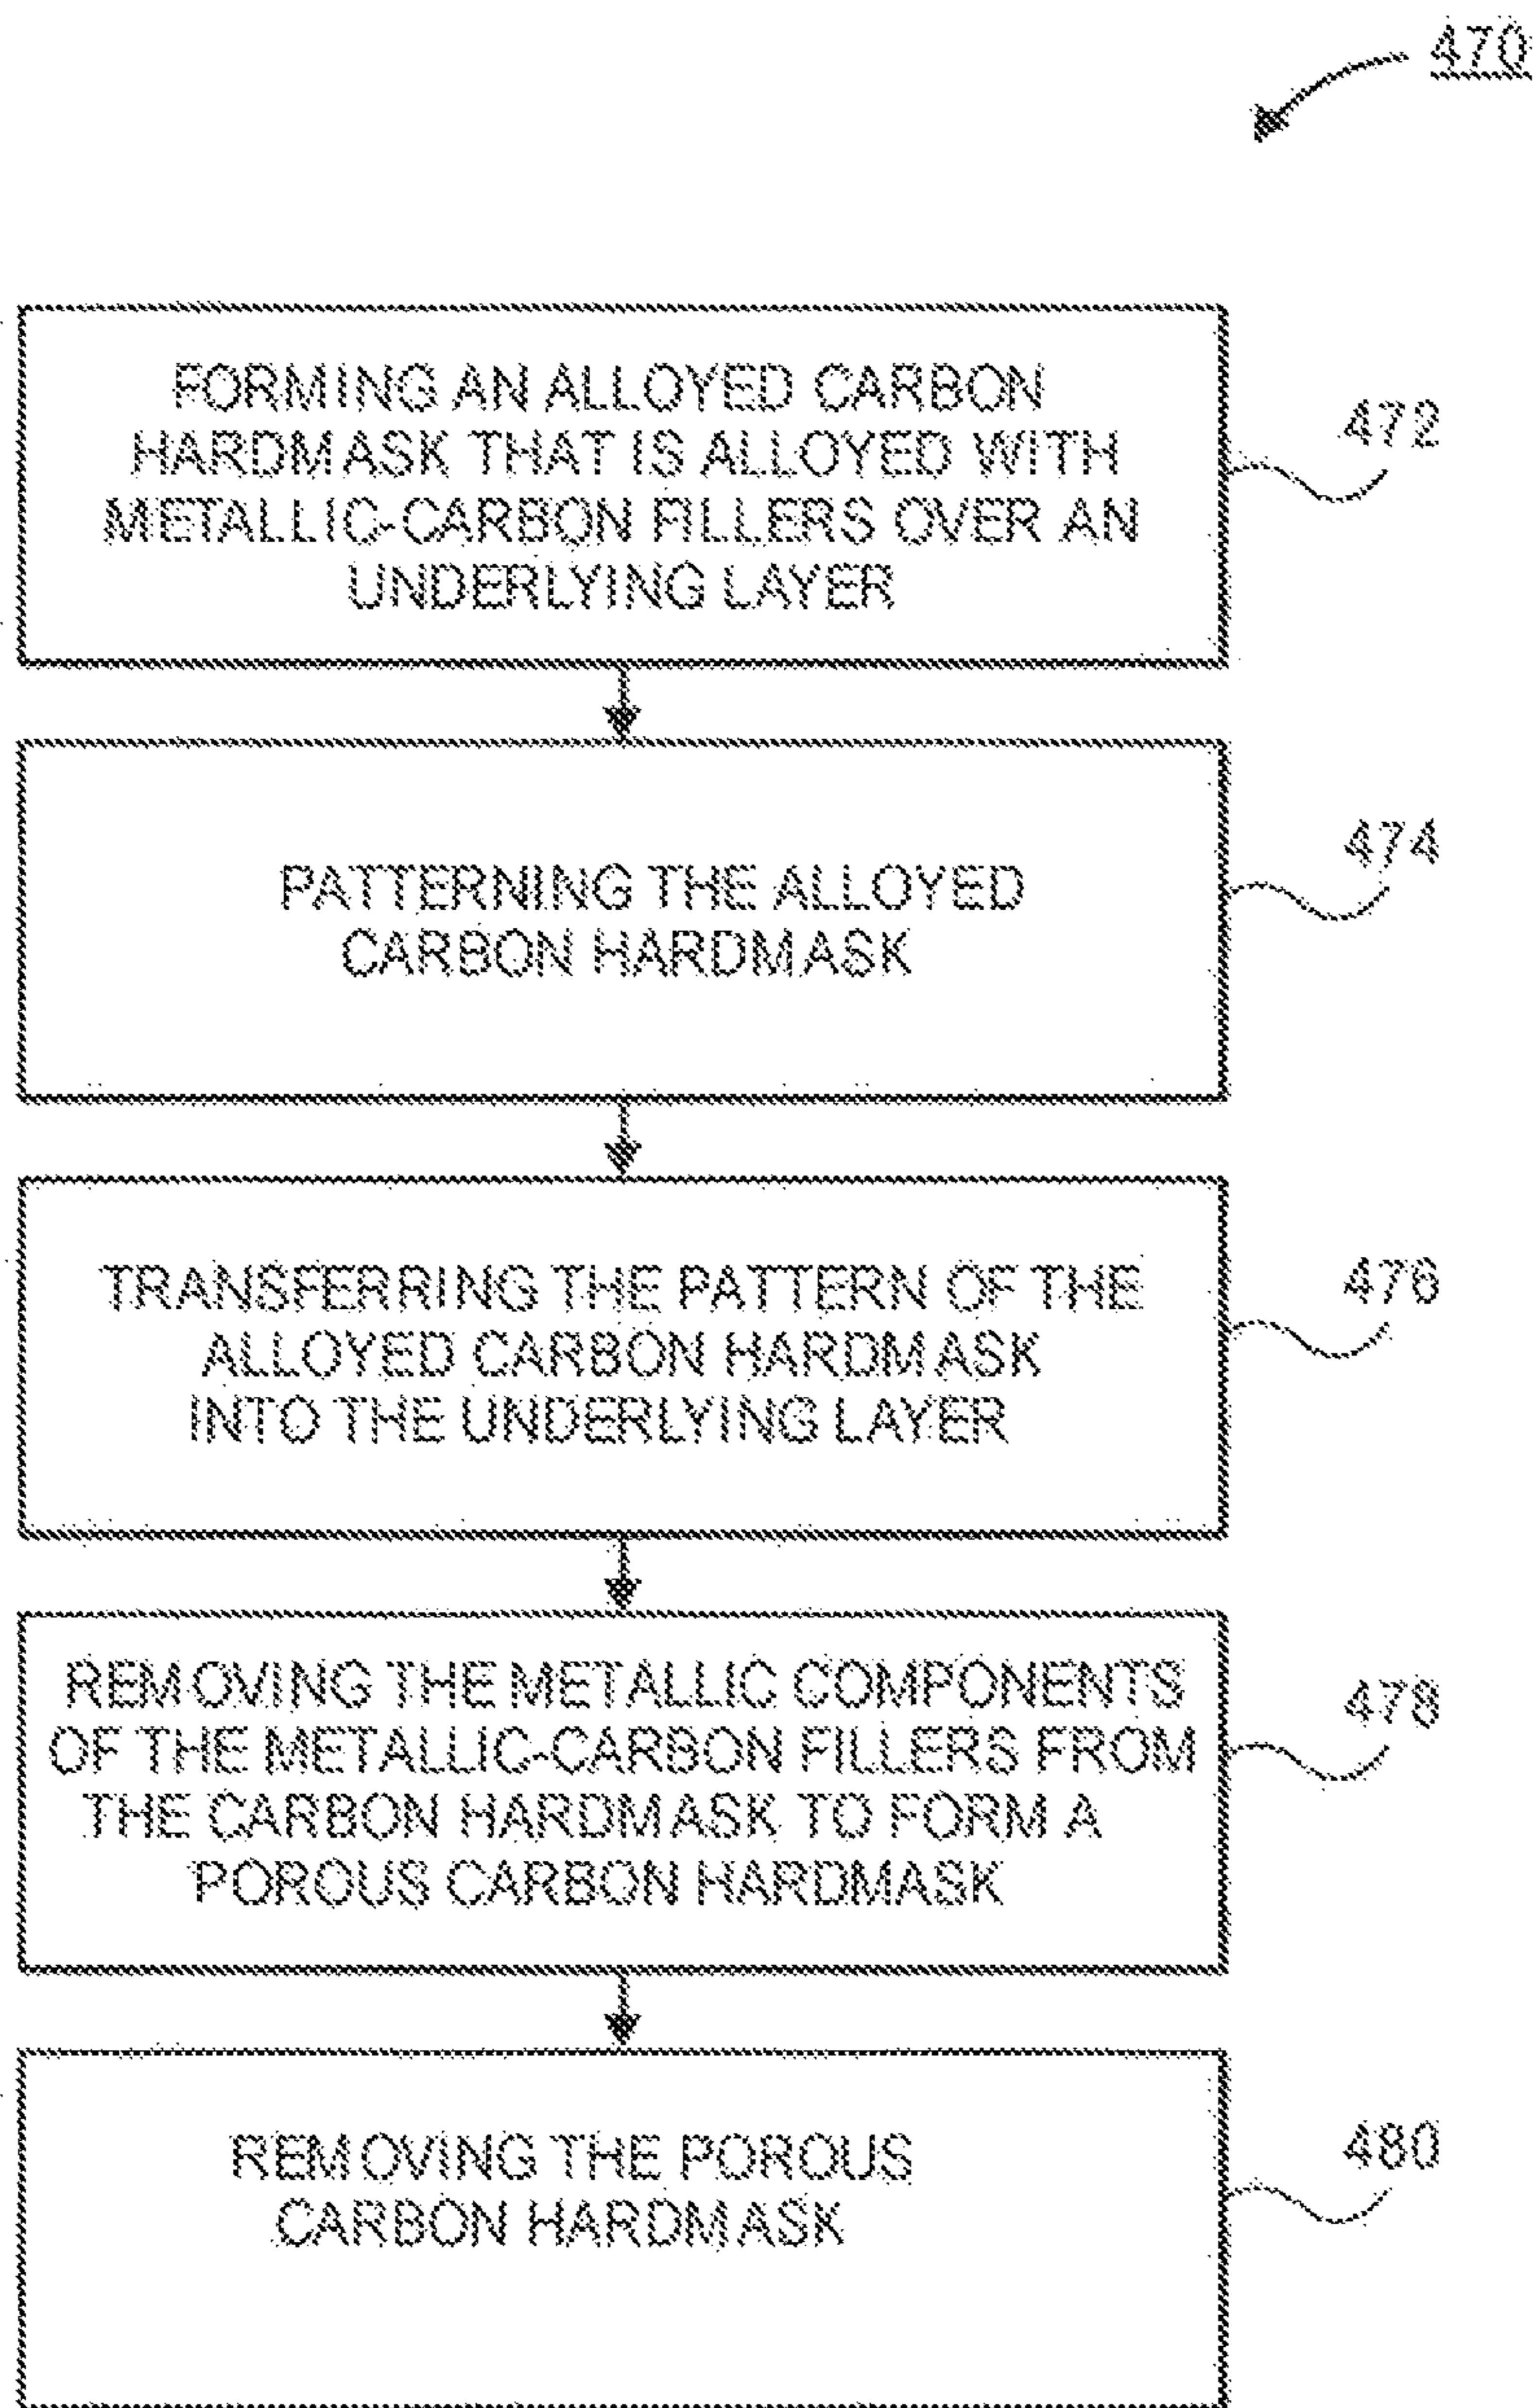 470
FORMING AN ALLOYED CARBON
HARDMASK THAT IS ALLOYED WITH
METALLIC-CARBON FILLERS OVER AN
UNDERLYING LAYER
472
PATTERNING THE ALLOYED
CARBON HARDMASK
474
TRANSFERRING THE PATTERN OF THE
ALLOYED CARBON HARDMASK
INTO THE UNDERLYING LAYER
476
REMOVING THE METALLIC COMPONENTS
OF THE METALLIC-CARBON FILLERS FROM
THE CARBON HARDMASK TO FORM A
POROUS CARBON HARDMASK
478
REMOVING THE POROUS
CARBON HARDMASK
480